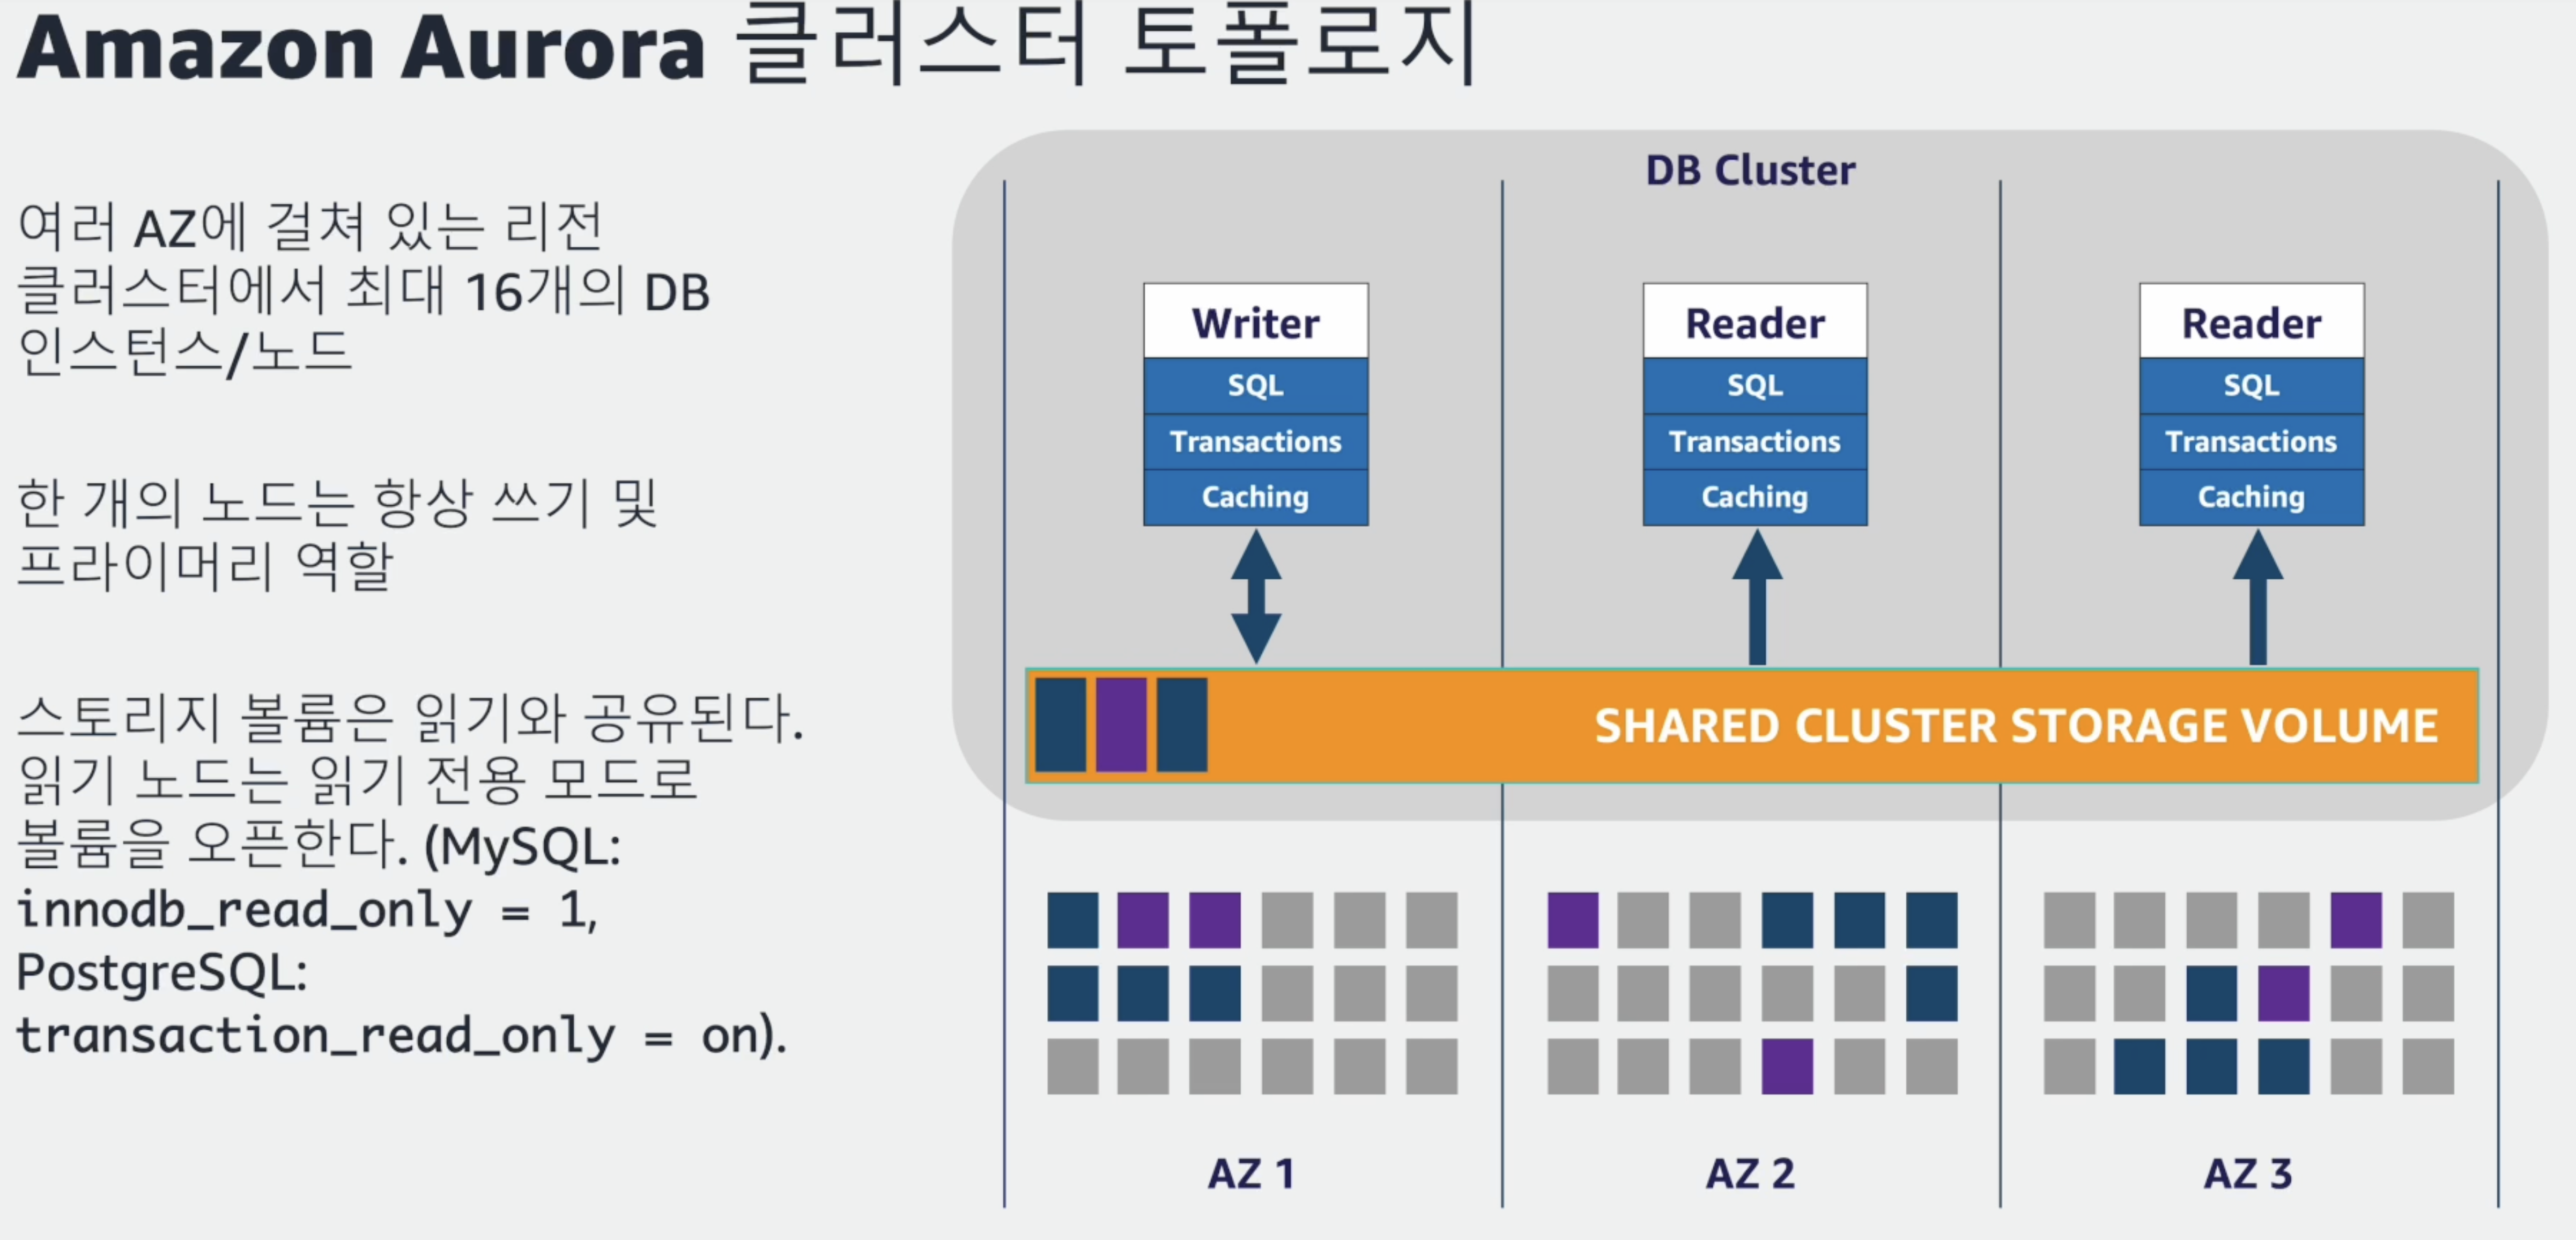 Amazon Aurora 클러스터 토폴로지
여러 AZ에 걸쳐 있는 리전
클러스터에서 최대 16개의 DB
인스턴스/노드
한 개의 노드는 항상 쓰기 및
프라이머리 역할
스토리지 볼륨은 읽기와 공유된다.
읽기 노드는 읽기 전용 모드로
볼륨을 오픈한다. (MySQL:
innodb_read_only = 1,
PostgreSQL:
transaction_read_only = on).
DB Cluster
Writer
SQL
Transactions
Caching
Reader
SQL
Transactions
Caching
Reader
SQL
Transactions
Caching
SHARED CLUSTER STORAGE VOLUME
AZ 1
AZ 2
AZ 3